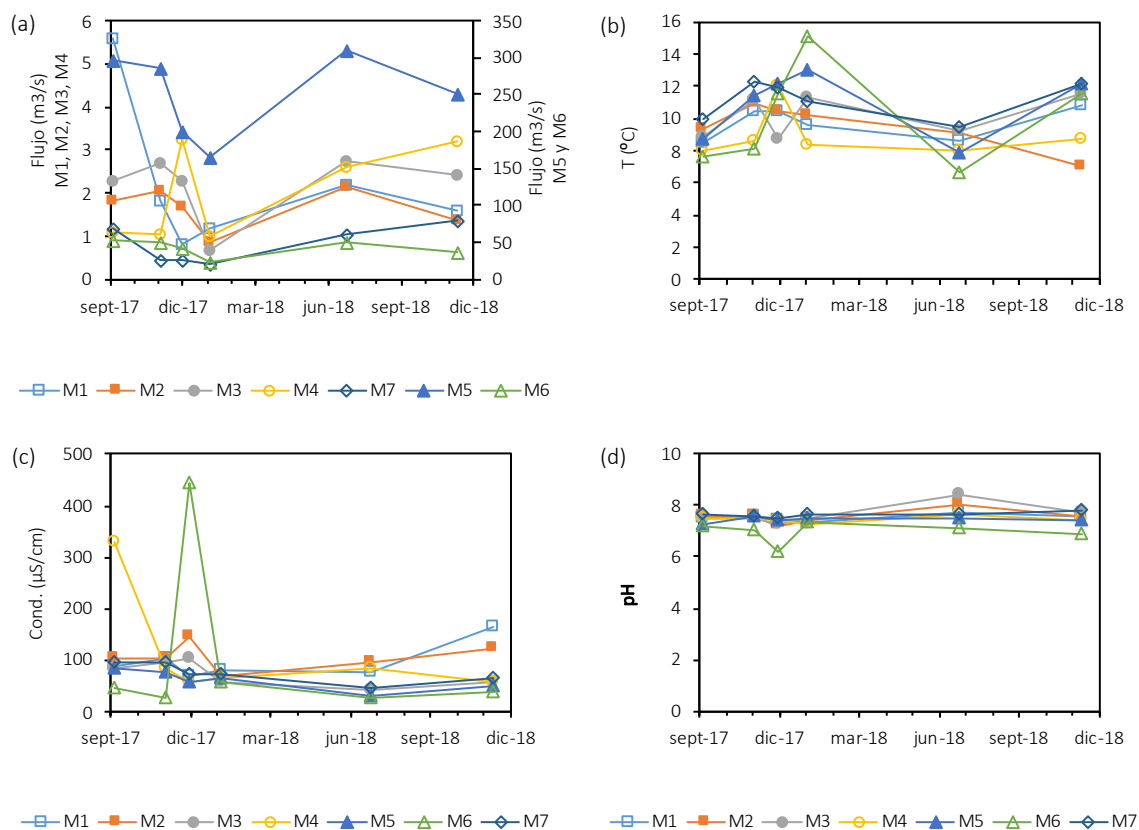 (a)
Flujo (m3/s)
M1, M2, M3, M4
6
5
4
3
2
1
0
350
300
250
200
150
100
50
0
Flujo (m3/s)
M5 y M6
sept-17 dic-17 mar-18 jun-18 sept-18 dic-18
M1 M2 M3 M4 M7 M5 M6
(b)
T (ºC)
16
14
12
10
8
6
4
2
0
sept-17 dic-17 mar-18 jun-18 sept-18 dic-18
(c)
Cond. (µS/cm)
500
400
300
200
100
0
sept-17 dic-17 mar-18 jun-18 sept-18 dic-18
M1 M2 M3 M4 M5 M6 M7
(d)
pH
10
8
6
4
2
0
sept-17 dic-17 mar-18 jun-18 sept-18 dic-18
M1 M2 M3 M4 M5 M6 M7